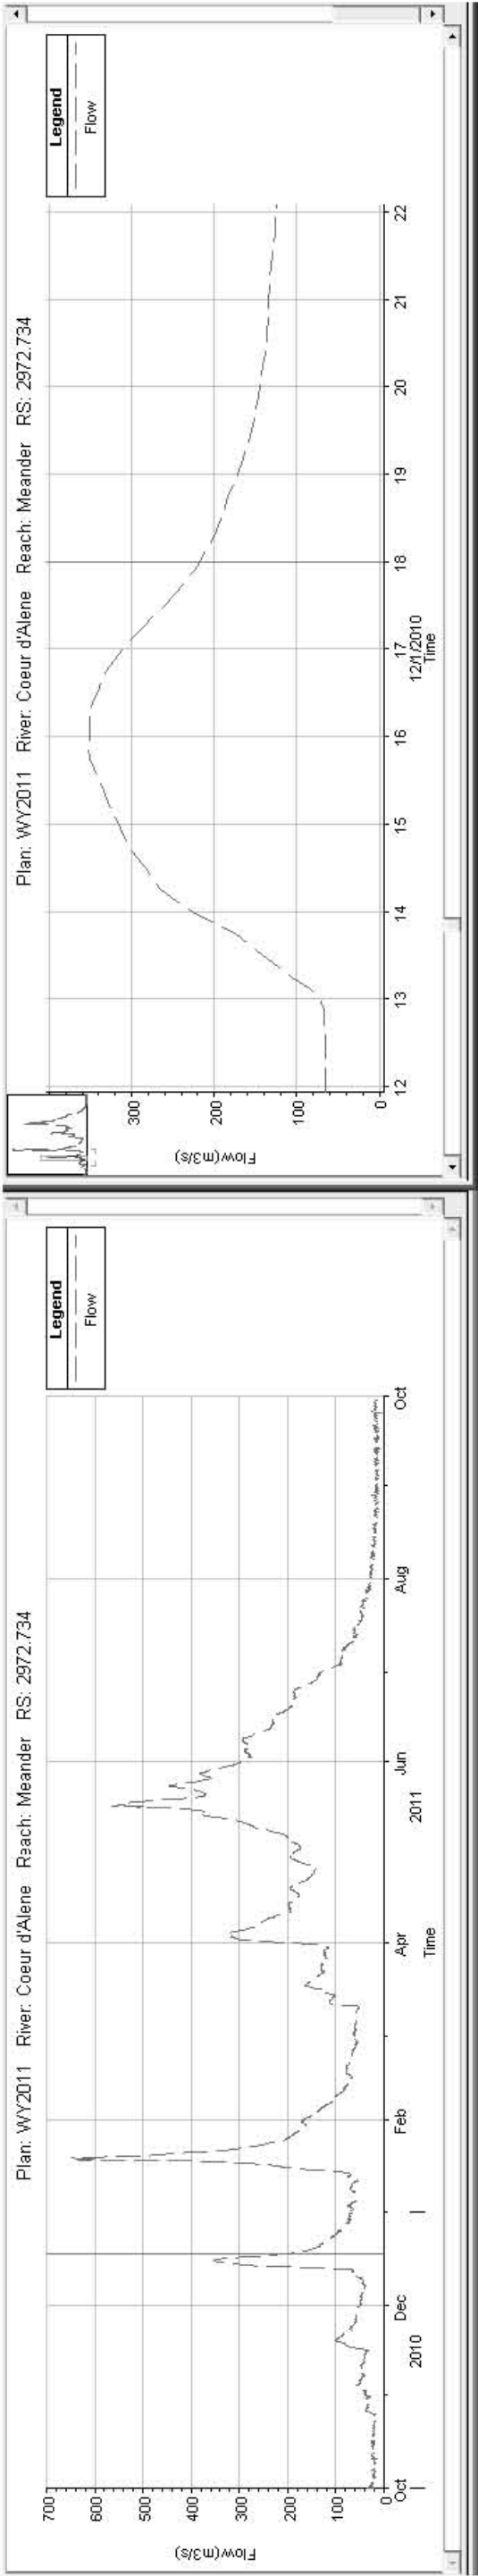 Plan: WY2011 River: Coeur d'Alene Reach: Meander RS: 2972.734
Legend
Flow
Flow(m3/s)
700
600
500
400
300
200
100
0
Oct
Dec
Feb
Apr
Jun
Aug
Oct
2010
2011
Time
Plan: WY2011 River: Coeur d'Alene Reach: Meander RS: 2972.734
Legend
Flow
Flow(m3/s)
300
200
100
0
12
13
14
15
16
17
18
19
20
21
22
12/1/2010
Time